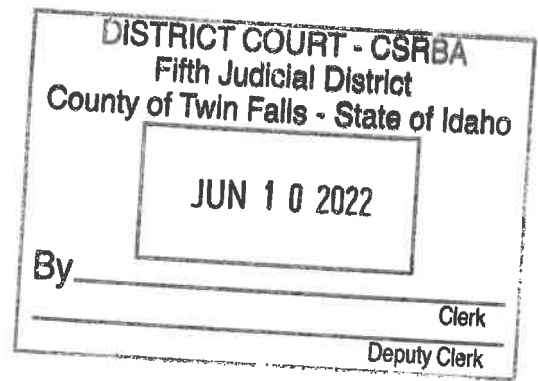 DISTRICT COURT - CSRBA
Fifth Judicial District
County of Twin Falls - State of Idaho
JUN 1 0 2022
By
Clerk
Deputy Clerk